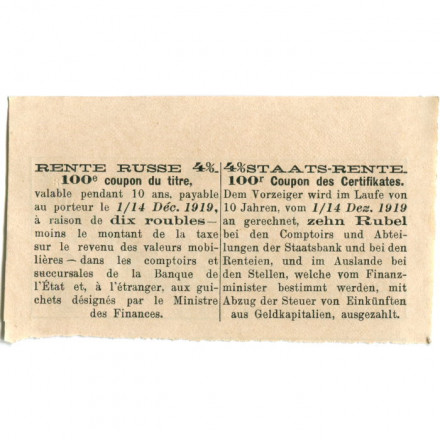 RENTE RUSSE 4%.
100e coupon du titre,
valable pendant 10 ans, payable
au porteur le 1/14 Déc. 1919,
à raison de dix roubles—
moins le montant de la taxe
sur le revenu des valeurs mobi-
lières — dans les comptoirs et
succursales de la Banque de
l'État et, à l'étranger, aux gui-
chets désignés par le Ministre
des Finances.
4% STAATS-RENTE.
100r Coupon des Certifikates.
Dem Vorzeiger wird im Laufe von
10 Jahren, vom 1/14 Dez. 1919
an gerechnet, zehn Rubel
bei den Comptoirs und Abtei-
lungen der Staatsbank und bei den
Renteien, und im Auslande bei
den Stellen, welche vom Finanz-
minister bestimmt werden, mit
Abzug der Steuer von Einkünften
aus Geldkapitalien, ausgezahlt.